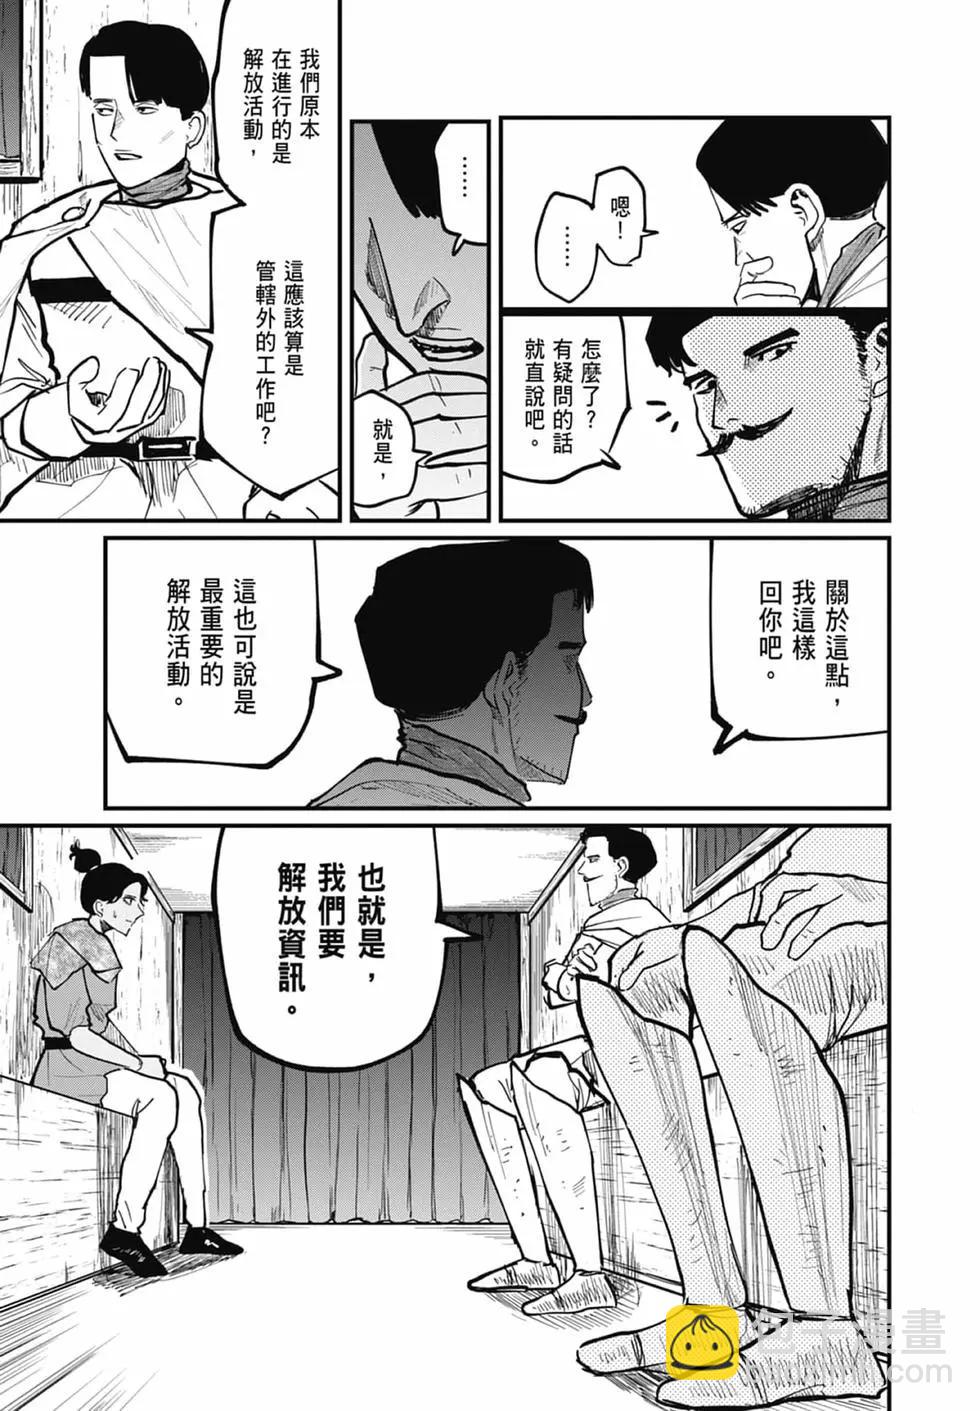 嗯！
……
怎麼了？
有疑問的話
就直說吧。
……
就是，
我們原本
在進行的是
解放活動，
這應該算是
管轄外的工作吧？
關於這點，
我這樣
回你吧。
這也可說是
最重要的
解放活動。
也就是，
我們要
解放資訊。
包子漫畫
baozimh.com